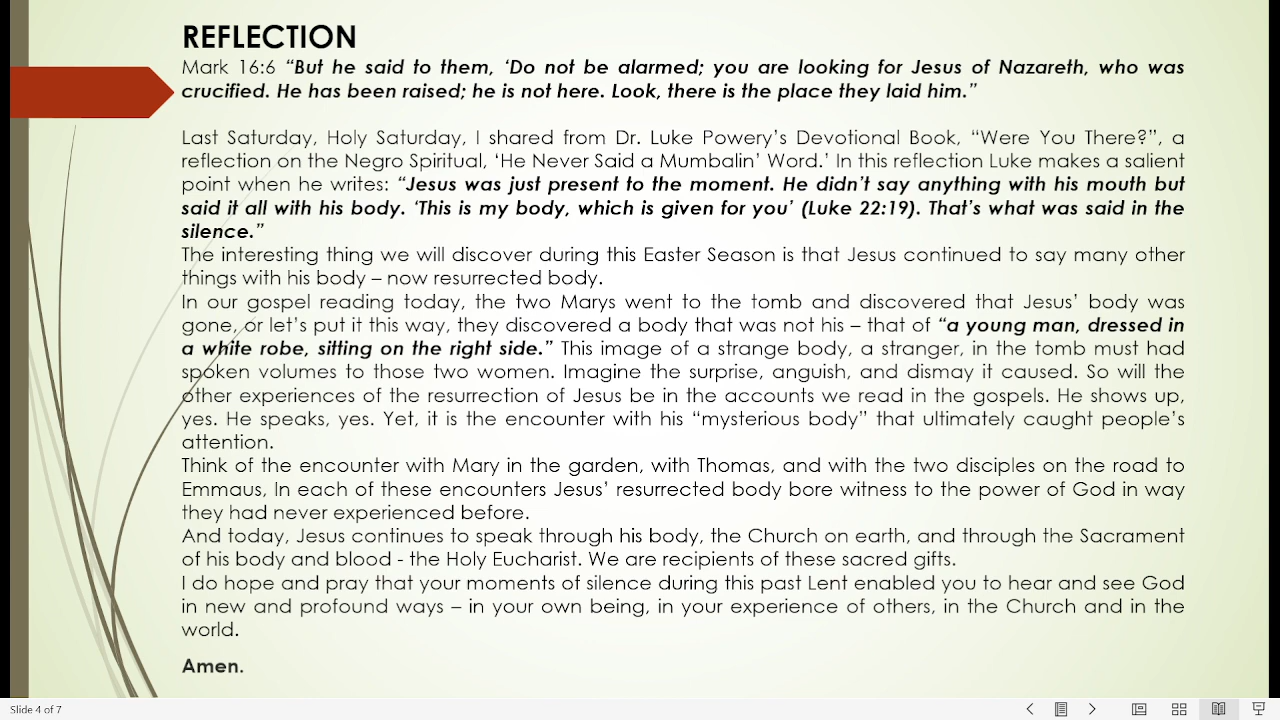 REFLECTION
Mark 16:6 “But he said to them, ‘Do not be alarmed; you are looking for Jesus of Nazareth, who was
crucified. He has been raised; he is not here. Look, there is the place they laid him.”
Last Saturday, Holy Saturday, I shared from Dr. Luke Powery’s Devotional Book, “Were You There?”, a
reflection on the Negro Spiritual, ‘He Never Said a Mumbalin’ Word.’ In this reflection Luke makes a salient
point when he writes: “Jesus was just present to the moment. He didn’t say anything with his mouth but
said it all with his body. ‘This is my body, which is given for you’ (Luke 22:19). That’s what was said in the
silence.”
The interesting thing we will discover during this Easter Season is that Jesus continued to say many other
things with his body – now resurrected body.
In our gospel reading today, the two Marys went to the tomb and discovered that Jesus’ body was
gone, or let’s put it this way, they discovered a body that was not his – that of “a young man, dressed in
a white robe, sitting on the right side.” This image of a strange body, a stranger, in the tomb must had
spoken volumes to those two women. Imagine the surprise, anguish, and dismay it caused. So will the
other experiences of the resurrection of Jesus be in the accounts we read in the gospels. He shows up,
yes. He speaks, yes. Yet, it is the encounter with his “mysterious body” that ultimately caught people’s
attention.
Think of the encounter with Mary in the garden, with Thomas, and with the two disciples on the road to
Emmaus, In each of these encounters Jesus’ resurrected body bore witness to the power of God in way
they had never experienced before.
And today, Jesus continues to speak through his body, the Church on earth, and through the Sacrament
of his body and blood - the Holy Eucharist. We are recipients of these sacred gifts.
I do hope and pray that your moments of silence during this past Lent enabled you to hear and see God
in new and profound ways – in your own being, in your experience of others, in the Church and in the
world.
Amen.
Slide 4 of 7